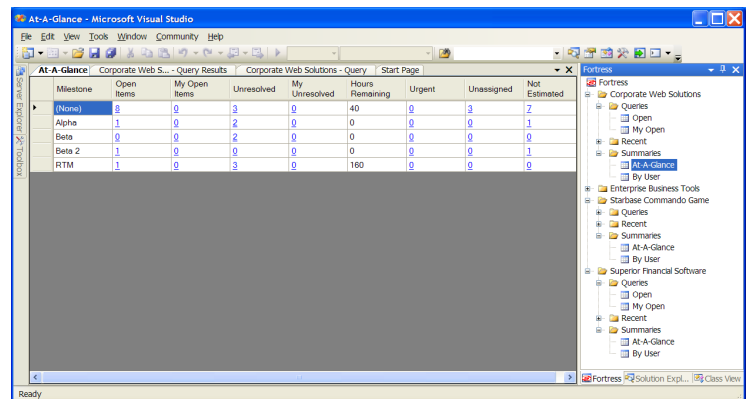 At-A-Glance - Microsoft Visual Studio
File Edit View Tools Window Community Help
At-A-Glance Corporate Web S... - Query Results Corporate Web Solutions - Query Start Page
Server Explorer
Toolbox
Milestone Open Items My Open Items Unresolved My Unresolved Hours Remaining Urgent Unassigned Not Estimated
(None) 8 0 3 0 40 0 3 7
Alpha 1 0 2 0 0 0 0 1
Beta 0 0 2 0 0 0 0 0
Beta 2 1 0 0 0 0 0 0 1
RTM 1 0 3 0 160 0 0 0
Fortress
Fortress
Corporate Web Solutions
Queries
Open
My Open
Recent
Summaries
At-A-Glance
By User
Enterprise Business Tools
Starbase Commando Game
Queries
Recent
Summaries
At-A-Glance
By User
Superior Financial Software
Queries
Open
My Open
Recent
Summaries
At-A-Glance
By User
Fortress Solution Expl... Class View
Ready